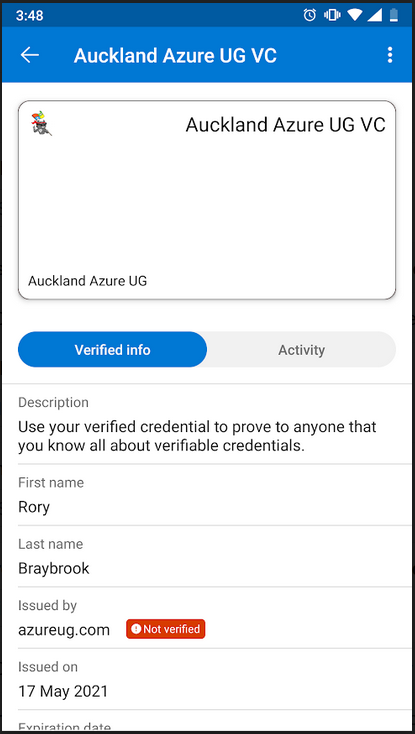 3:48
Auckland Azure UG VC
Auckland Azure UG VC
Auckland Azure UG
Verified info
Activity
Description
Use your verified credential to prove to anyone that
you know all about verifiable credentials.
First name
Rory
Last name
Braybrook
Issued by
azureug.com
Not verified
Issued on
17 May 2021
Expiration date